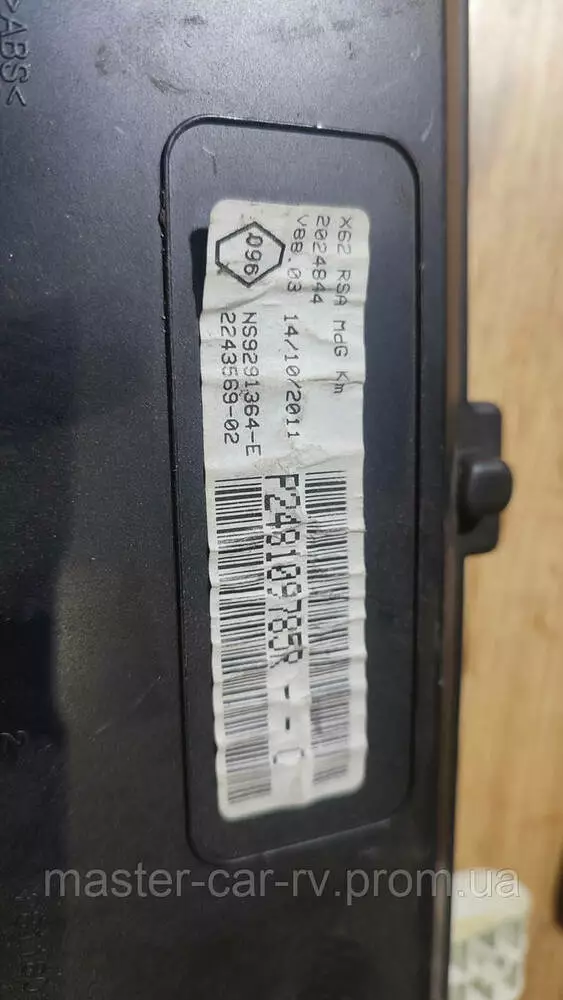 >ABS<
X62 RSA MdG Km
2024844
V88.03 14/10/2011
096
NS9291364-E
2243569-02
2
master-car-rv.prom.ua